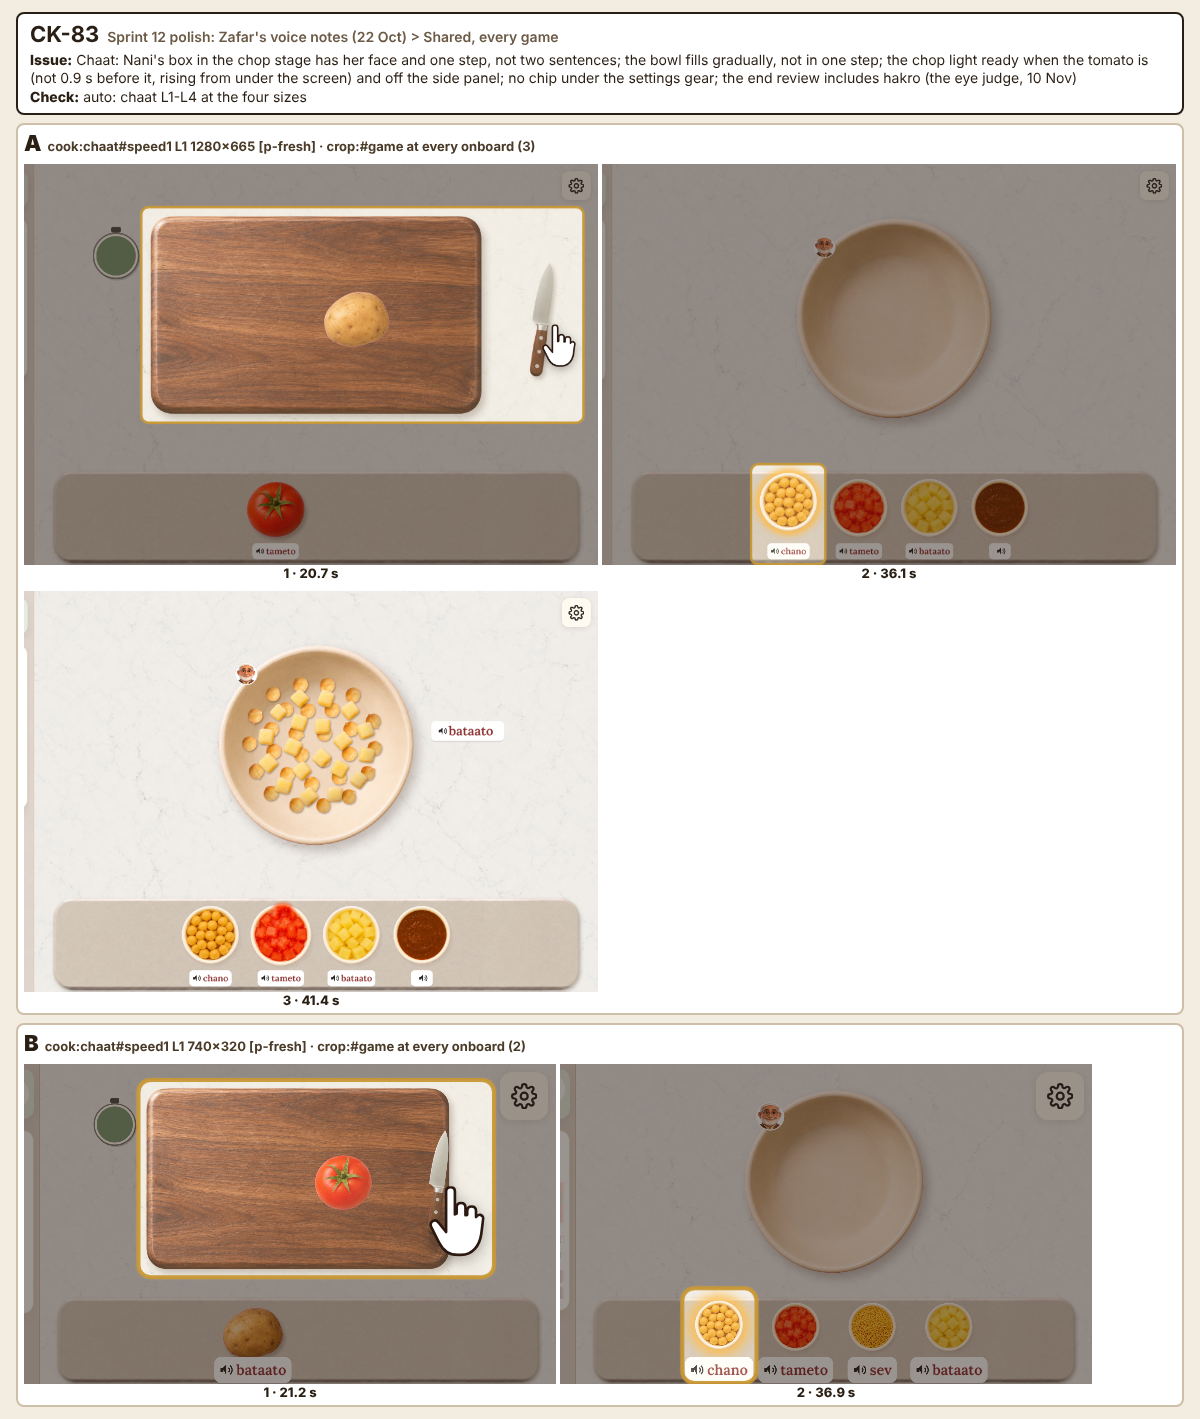 CK-83 Sprint 12 polish: Zafar's voice notes (22 Oct) > Shared, every game
Issue: Chaat: Nani's box in the chop stage has her face and one step, not two sentences; the bowl fills gradually, not in one step; the chop light ready when the tomato is
(not 0.9 s before it, rising from under the screen) and off the side panel; no chip under the settings gear; the end review includes hakro (the eye judge, 10 Nov)
Check: auto: chaat L1-L4 at the four sizes
A cook:chaat#speed1 L1 1280×665 [p-fresh] · crop:#game at every onboard (3)
tameto
1 · 20.7 s
chano
tameto
bataato
2 · 36.1 s
bataato
chano
tameto
bataato
3 · 41.4 s
B cook:chaat#speed1 L1 740×320 [p-fresh] · crop:#game at every onboard (2)
bataato
1 · 21.2 s
chano
tameto
sev
bataato
2 · 36.9 s